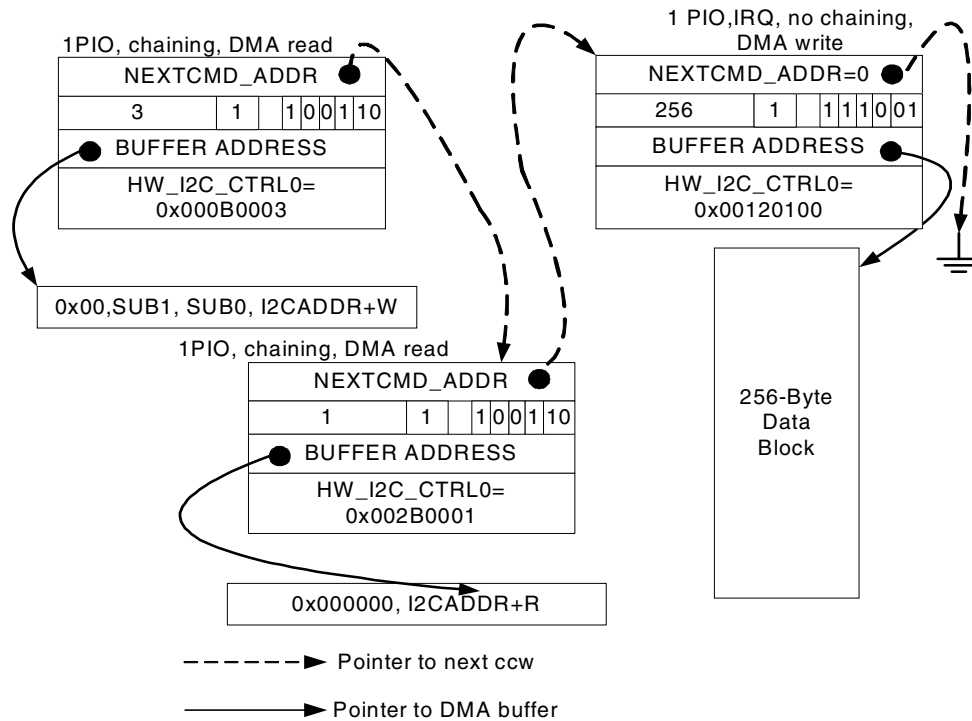 1PIO, chaining, DMA read
NEXTCMD_ADDR
3 1 1 0 0 1 10
BUFFER ADDRESS
HW_I2C_CTRL0=
0x000B0003
0x00,SUB1, SUB0, I2CADDR+W
1PIO, chaining, DMA read
NEXTCMD_ADDR
1 1 1 0 0 1 10
BUFFER ADDRESS
HW_I2C_CTRL0=
0x002B0001
0x000000, I2CADDR+R
1 PIO,IRQ, no chaining,
DMA write
NEXTCMD_ADDR=0
256 1 1 1 1 0 01
BUFFER ADDRESS
HW_I2C_CTRL0=
0x00120100
256-Byte
Data
Block
Pointer to next ccw
Pointer to DMA buffer